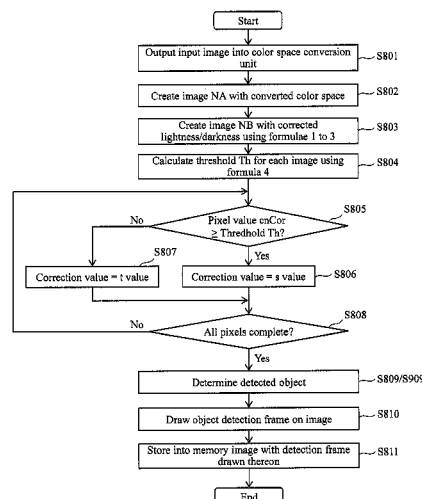 Start
Output input image into color space conversion
unit
S801
Create image NA with converted color space
S802
Create image NB with corrected
lightness/darkness using formulae 1 to 3
S803
Calculate threshold Th for each image using
formula 4
S804
Pixel value cnCor
≥ Thredhold Th?
S805
No
Yes
S807
Correction value = t value
Correction value = s value
S806
No
All pixels complete?
S808
Yes
Determine detected object
S809/S909
Draw object detection frame on image
S810
Store into memory image with detection frame
drawn thereon
S811
End